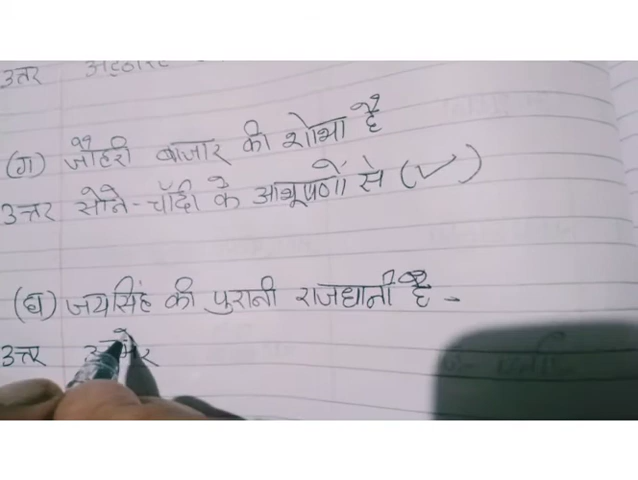 उत्तर
(ग) जौहरी बाजार की शोभा है
उत्तर सोने-चाँदी के आभूषणों से (✓)
(घ) जयसिंह की पुरानी राजधानी है -
उत्तर